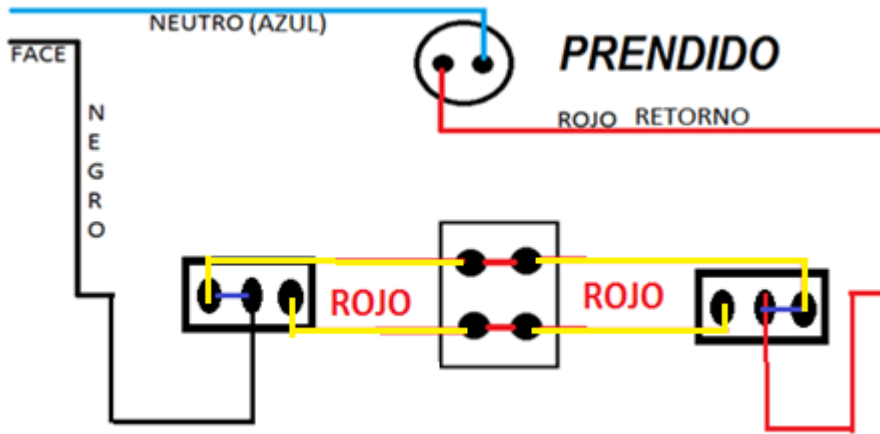 NEUTRO (AZUL)
FACE
PRENDIDO
ROJO RETORNO
NEGRO
ROJO
ROJO